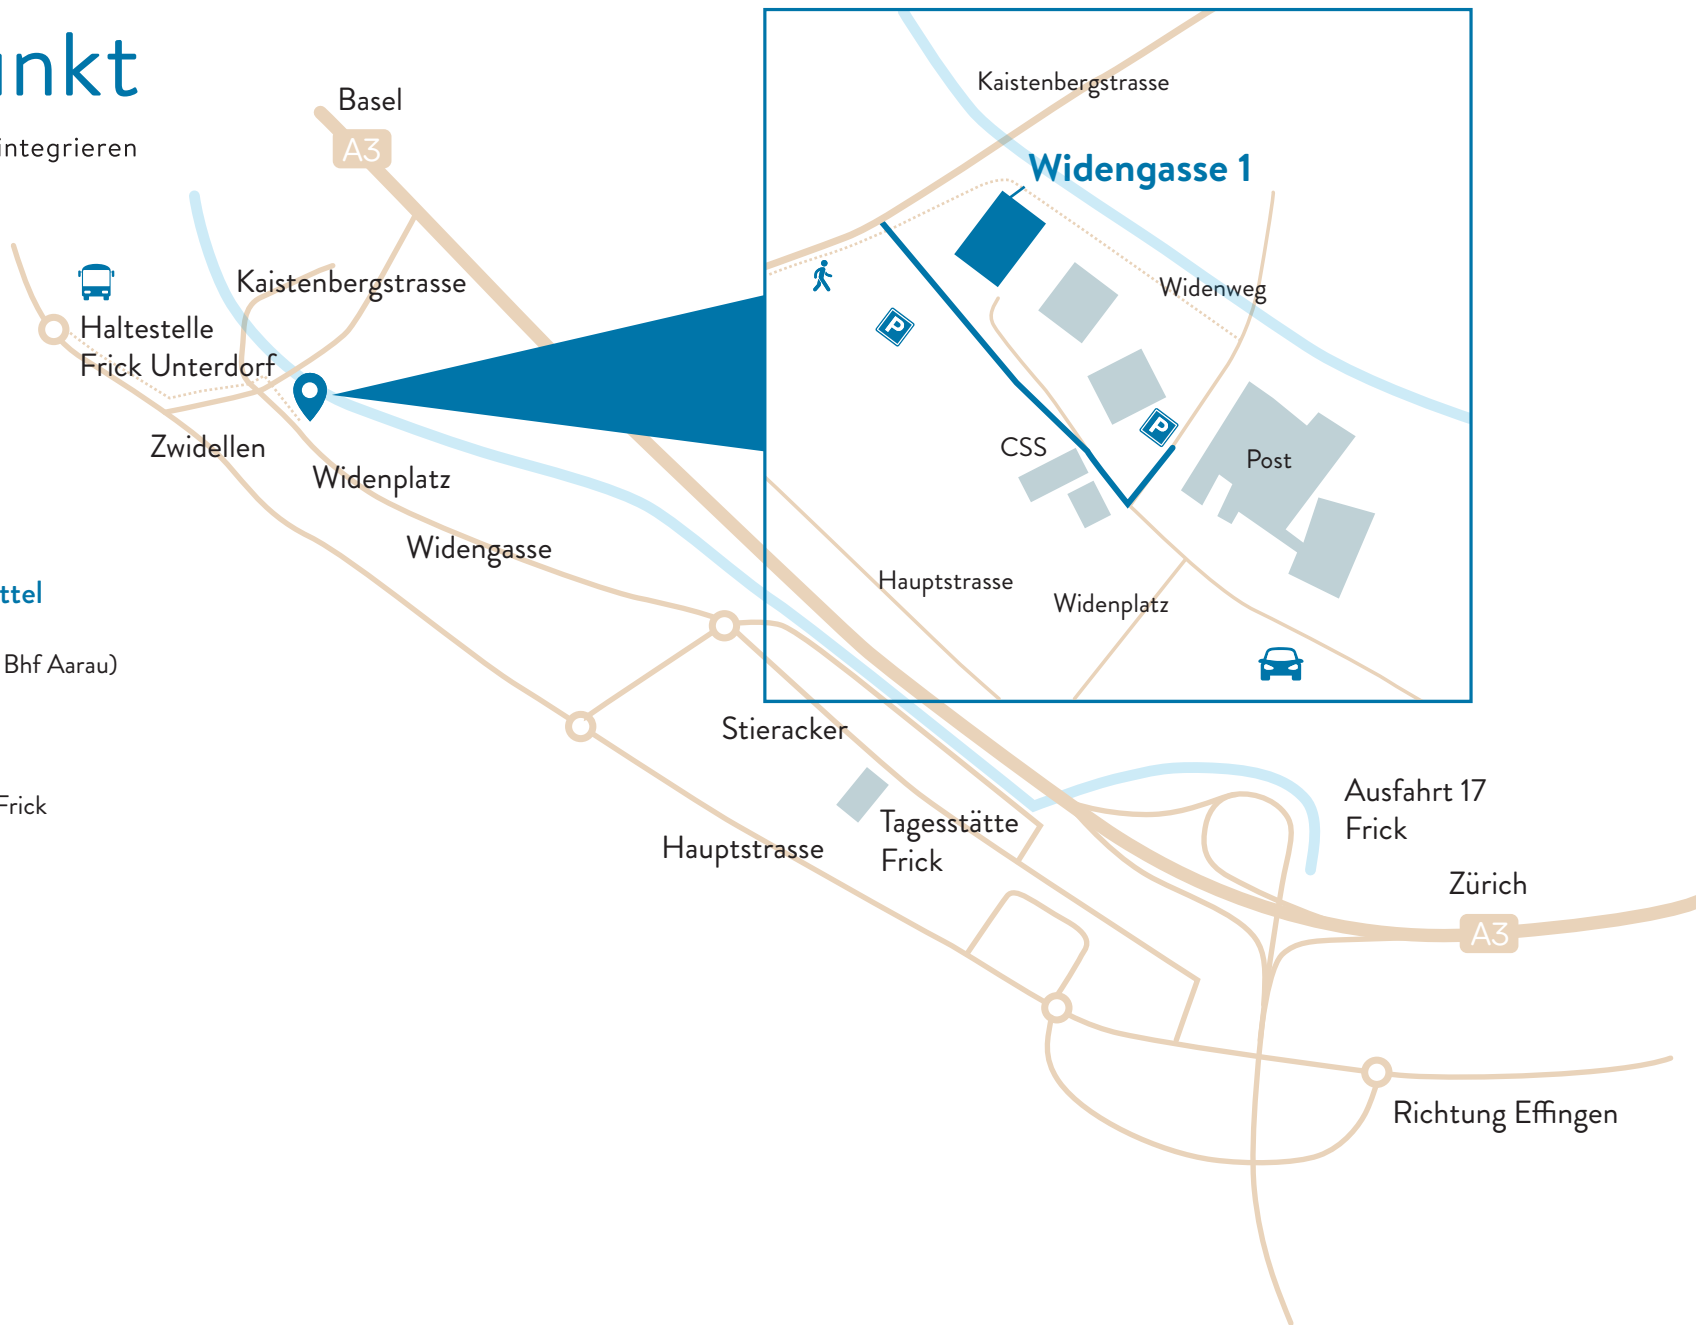 unkt
integrieren
ttel
Bhf Aarau)
Frick
Basel
A3
Kaistenbergstrasse
Haltestelle
Frick Unterdorf
Zwidellen
Widenplatz
Widengasse
Stieracker
Tagesstätte
Frick
Hauptstrasse
Kaistenbergstrasse
Widengasse 1
Widenweg
P
P
CSS
Post
Hauptstrasse
Widenplatz
Ausfahrt 17
Frick
Zürich
A3
Richtung Effingen